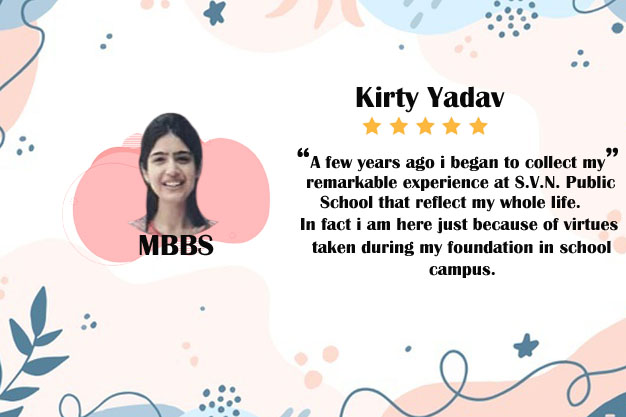 Kirty Yadav
“A few years ago i began to collect my”
remarkable experience at S.V.N. Public
School that reflect my whole life.
In fact i am here just because of virtues
taken during my foundation in school
campus.
MBBS